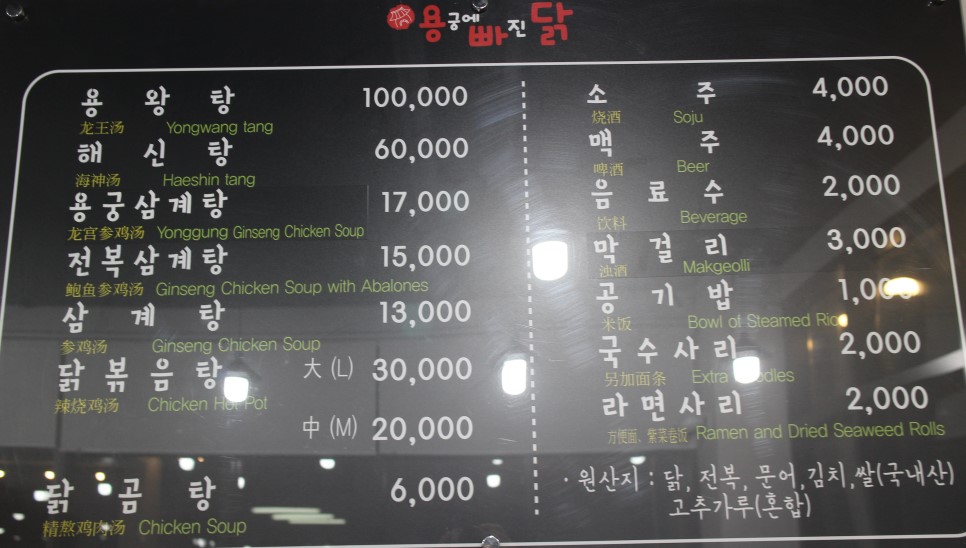 용궁에빠진닭
용왕탕 100,000
龙王汤 Yongwang tang
해신탕 60,000
海神汤 Haeshin tang
용궁삼계탕 17,000
龙宫参鸡汤 Yonggung Ginseng Chicken Soup
전복삼계탕 15,000
鲍鱼参鸡汤 Ginseng Chicken Soup with Abalones
삼계탕 13,000
参鸡汤 Ginseng Chicken Soup
닭볶음탕 大 (L) 30,000
辣烧鸡汤 Chicken Hot Pot
中 (M) 20,000
닭곰탕 6,000
精熬鸡肉汤 Chicken Soup
소주 4,000
烧酒 Soju
맥주 4,000
啤酒 Beer
음료수 2,000
饮料 Beverage
막걸리 3,000
浊酒 Makgeolli
공기밥 1,000
米饭 Bowl of Steamed Rice
국수사리 2,000
另加面条 Extra Noodles
라면사리 2,000
方便面、紫菜卷饭 Ramen and Dried Seaweed Rolls
· 원산지 : 닭, 전복, 문어, 김치, 쌀(국내산)
고추가루(혼합)